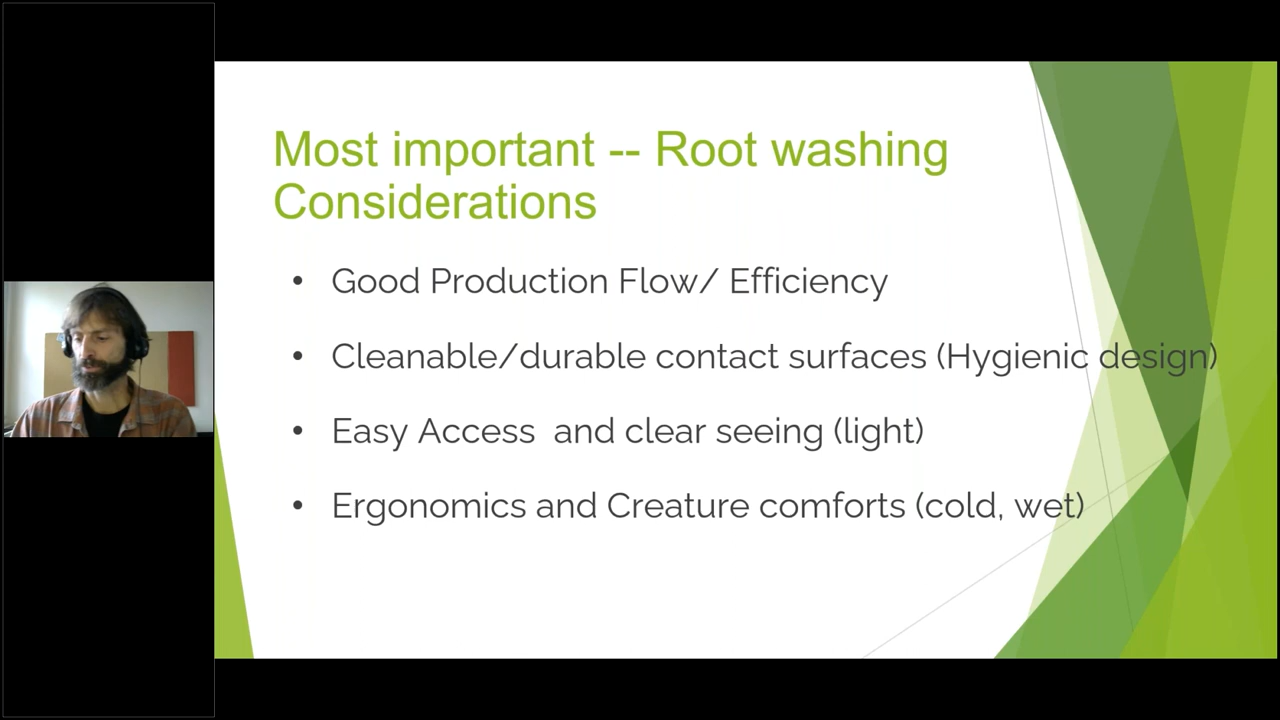 Most important -- Root washing
Considerations
• Good Production Flow/ Efficiency
• Cleanable/durable contact surfaces (Hygienic design)
• Easy Access  and clear seeing (light)
• Ergonomics and Creature comforts (cold, wet)